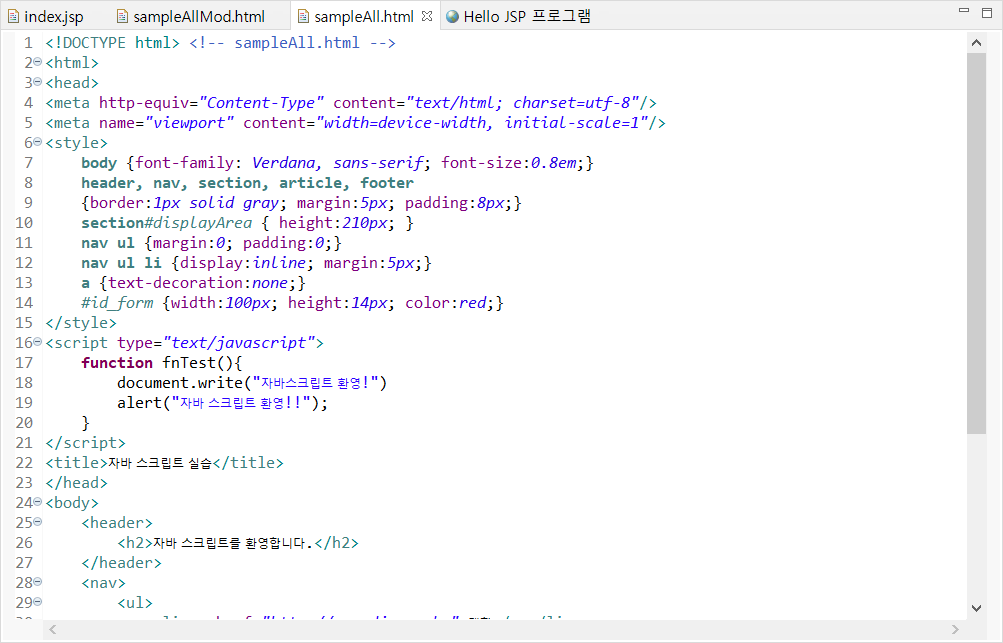 index.jsp sampleAllMod.html sampleAll.html Hello JSP 프로그램
1 <!DOCTYPE html> <!-- sampleAll.html -->
2 <html>
3 <head>
4 <meta http-equiv="Content-Type" content="text/html; charset=utf-8"/>
5 <meta name="viewport" content="width=device-width, initial-scale=1"/>
6 <style>
7 body {font-family: Verdana, sans-serif; font-size:0.8em;}
8 header, nav, section, article, footer
9 {border:1px solid gray; margin:5px; padding:8px;}
10 section#displayArea { height:210px; }
11 nav ul {margin:0; padding:0;}
12 nav ul li {display:inline; margin:5px;}
13 a {text-decoration:none;}
14 #id_form {width:100px; height:14px; color:red;}
15 </style>
16 <script type="text/javascript">
17 function fnTest(){
18 document.write("자바스크립트 환영!")
19 alert("자바 스크립트 환영!!");
20 }
21 </script>
22 <title>자바 스크립트 실습</title>
23 </head>
24 <body>
25 <header>
26 <h2>자바 스크립트를 환영합니다.</h2>
27 </header>
28 <nav>
29 <ul>